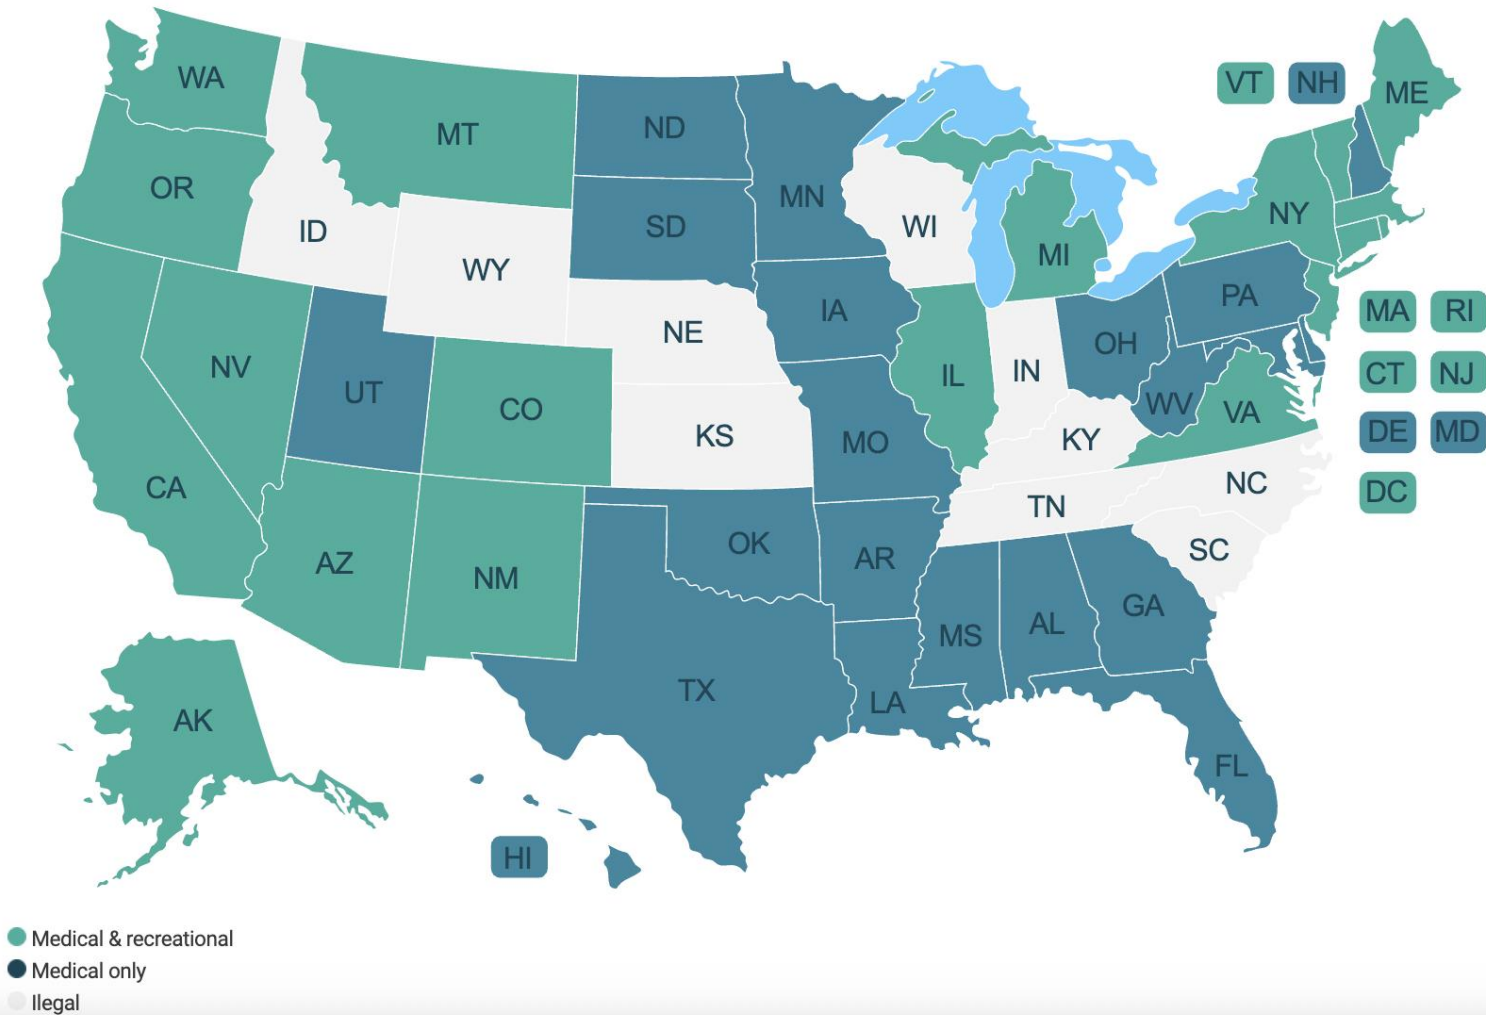 WA
MT
ND
MN
VT
NH
ME
OR
ID
SD
WI
NY
WY
MI
MA
RI
NV
UT
NE
IA
PA
OH
IL
IN
CT
NJ
CO
KS
MO
WV
VA
DE
MD
KY
CA
NC
DC
TN
AZ
NM
OK
AR
SC
TX
MS
AL
GA
LA
AK
FL
HI
Medical & recreational
Medical only
Ilegal